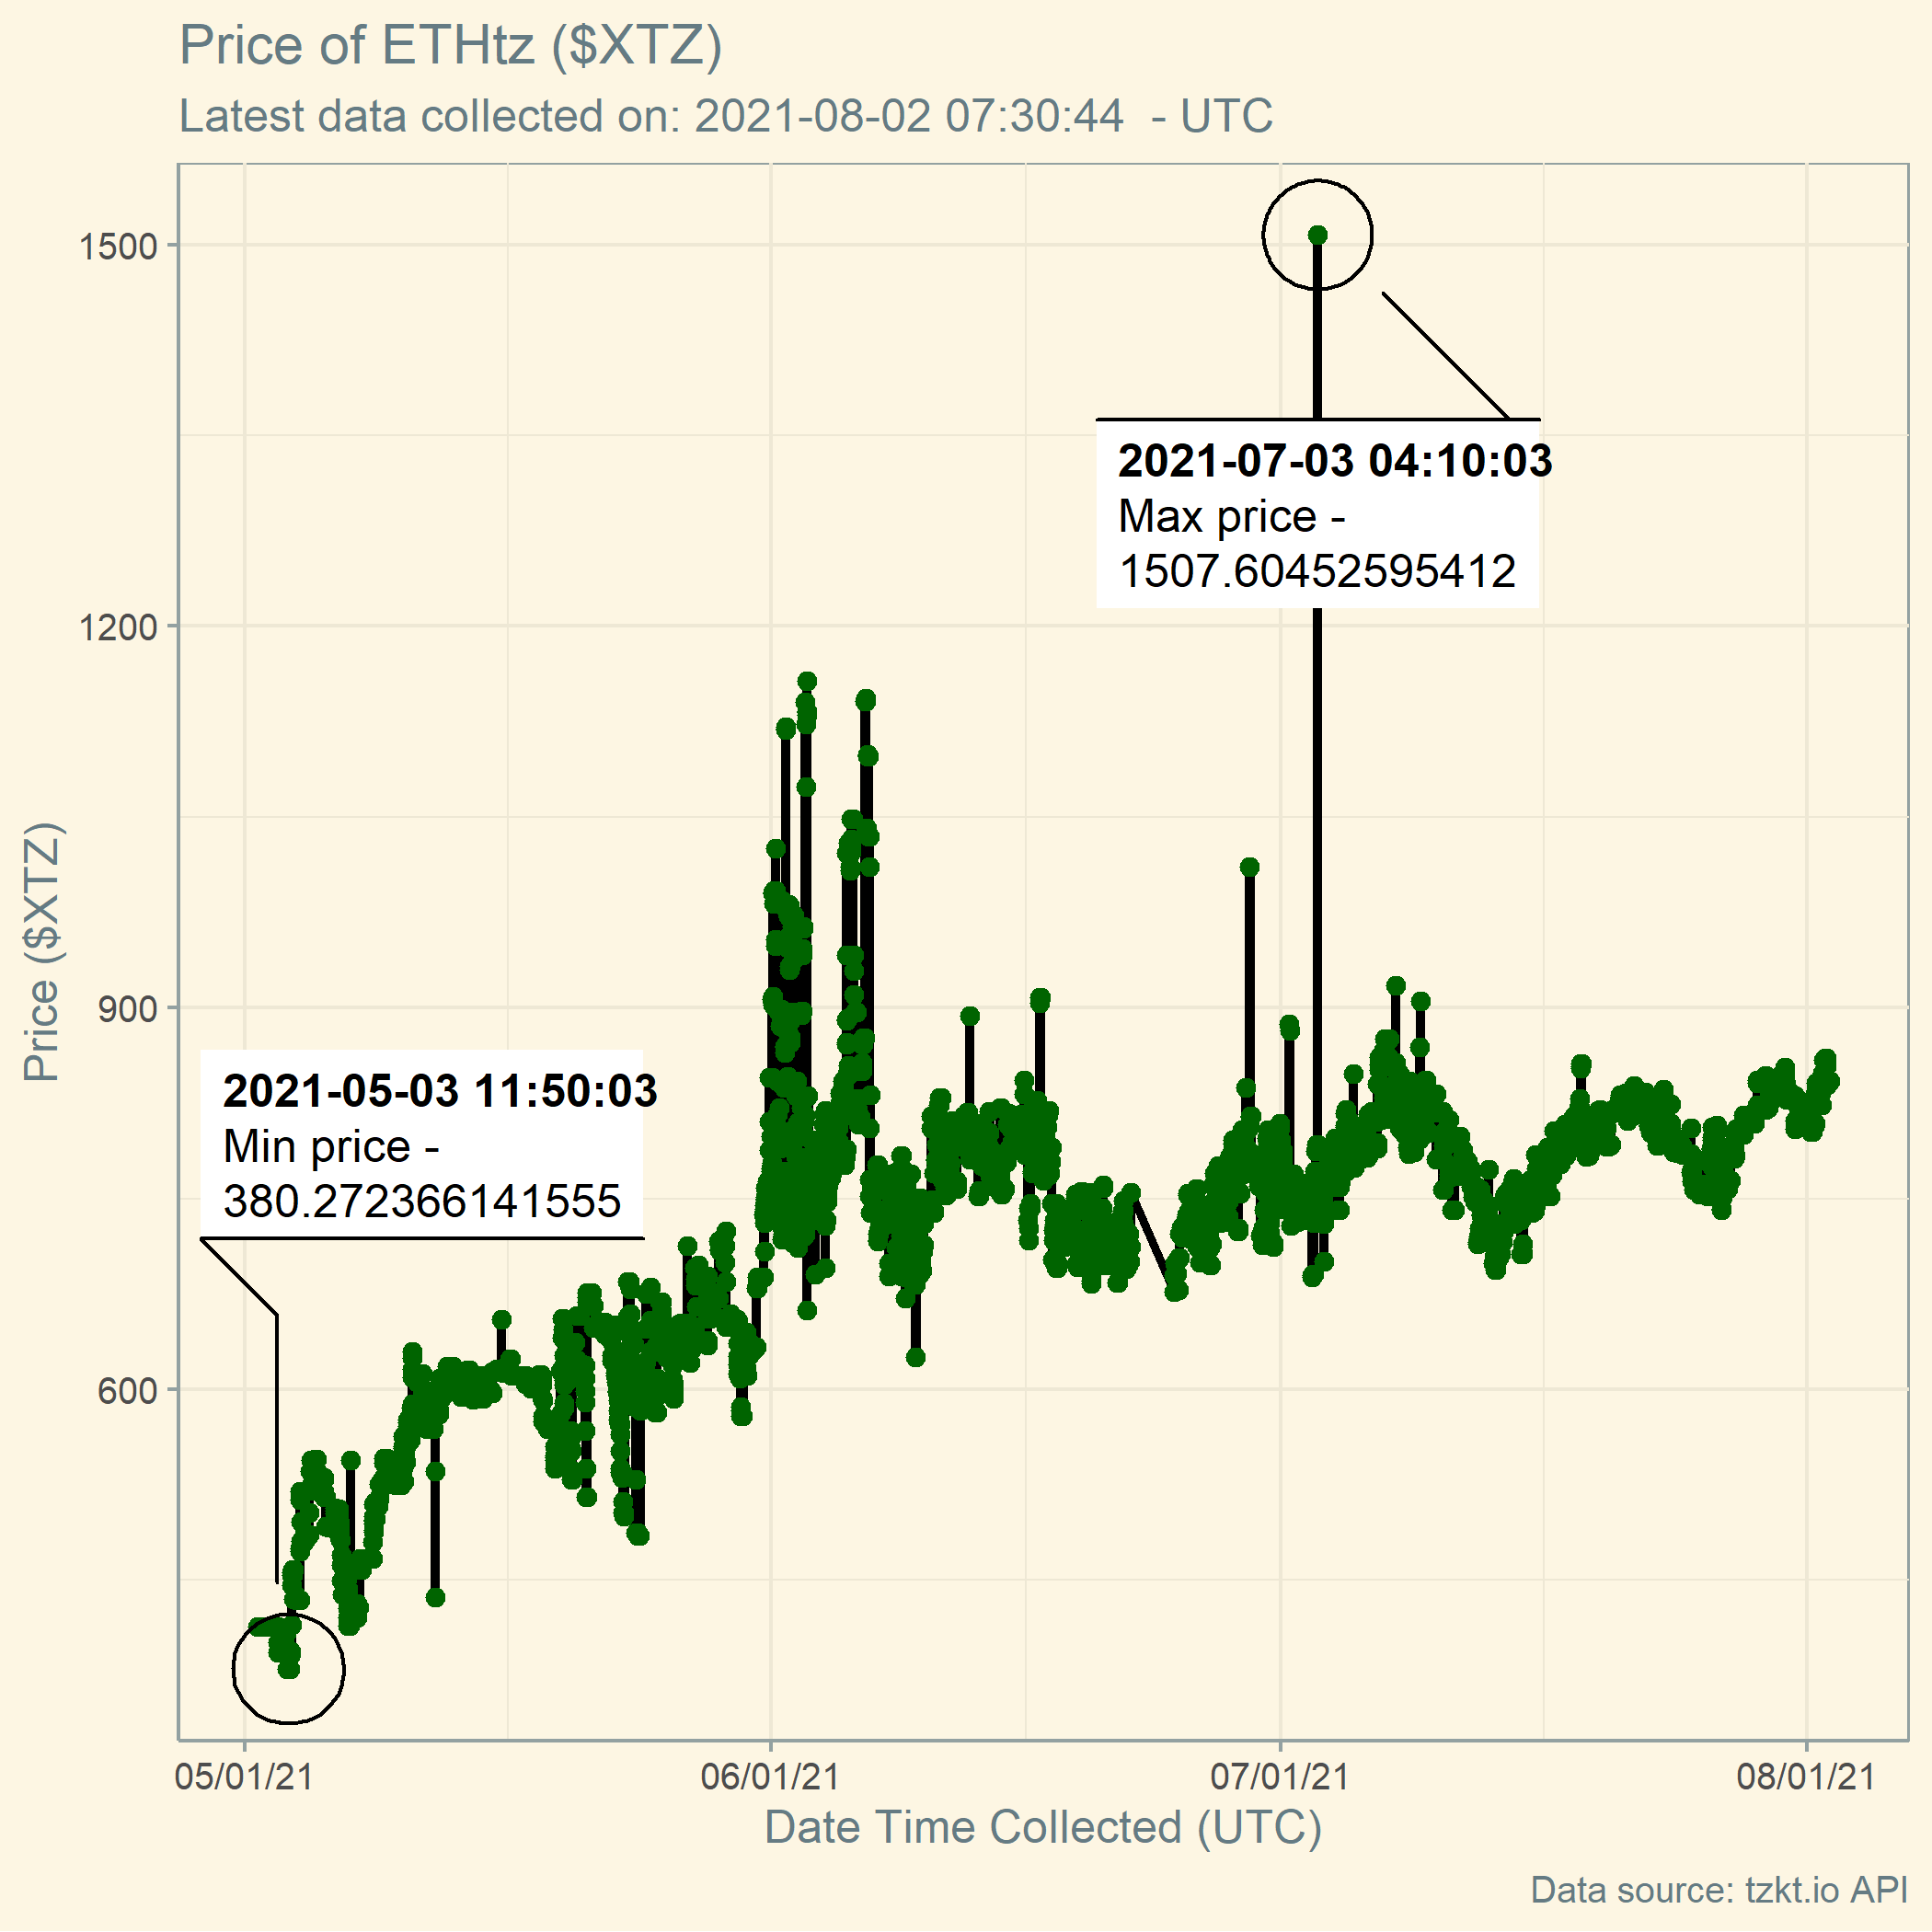 Price of ETHtz ($XTZ)
Latest data collected on: 2021-08-02 07:30:44  - UTC
Price ($XTZ)
1500
1200
900
600
2021-07-03 04:10:03
Max price -
1507.60452595412
2021-05-03 11:50:03
Min price -
380.272366141555
05/01/21
06/01/21
07/01/21
08/01/21
Date Time Collected (UTC)
Data source: tzkt.io API